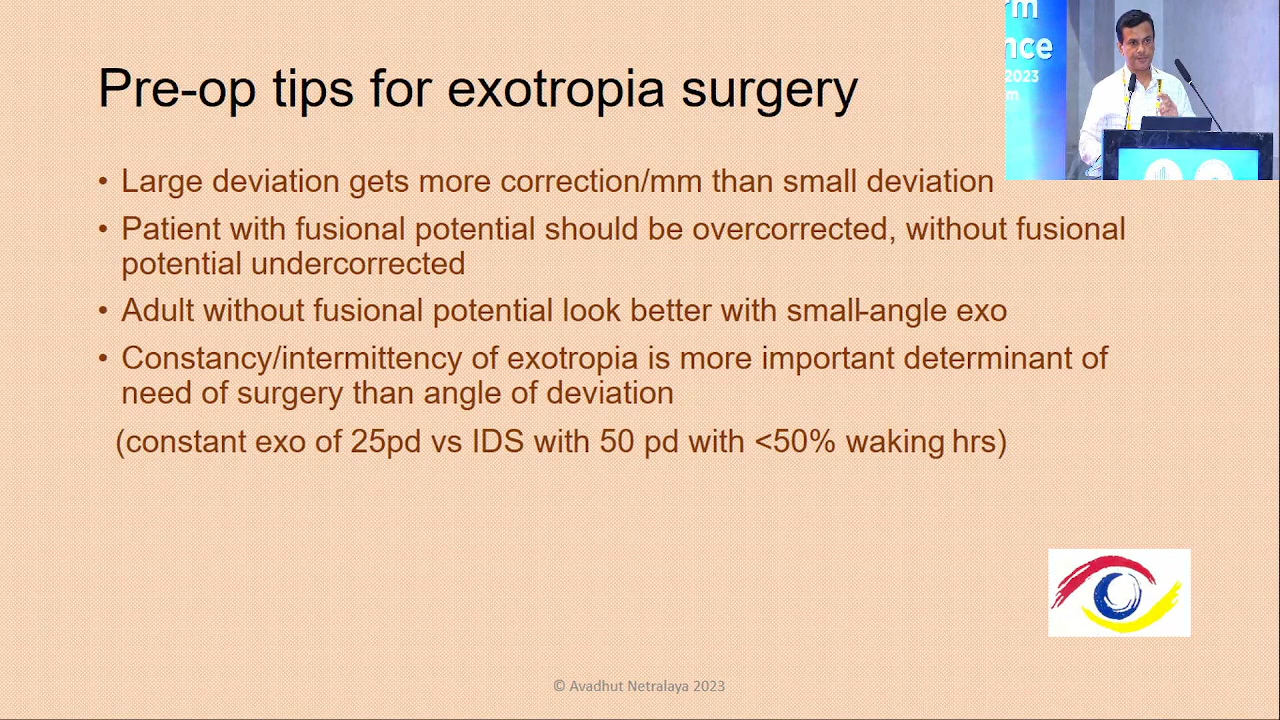 rm
nce
2023
m
Pre-op tips for exotropia surgery
• Large deviation gets more correction/mm than small deviation
• Patient with fusional potential should be overcorrected, without fusional
potential undercorrected
• Adult without fusional potential look better with small-angle exo
• Constancy/intermittency of exotropia is more important determinant of
need of surgery than angle of deviation
(constant exo of 25pd vs IDS with 50 pd with <50% waking hrs)
© Avadhut Netralaya 2023